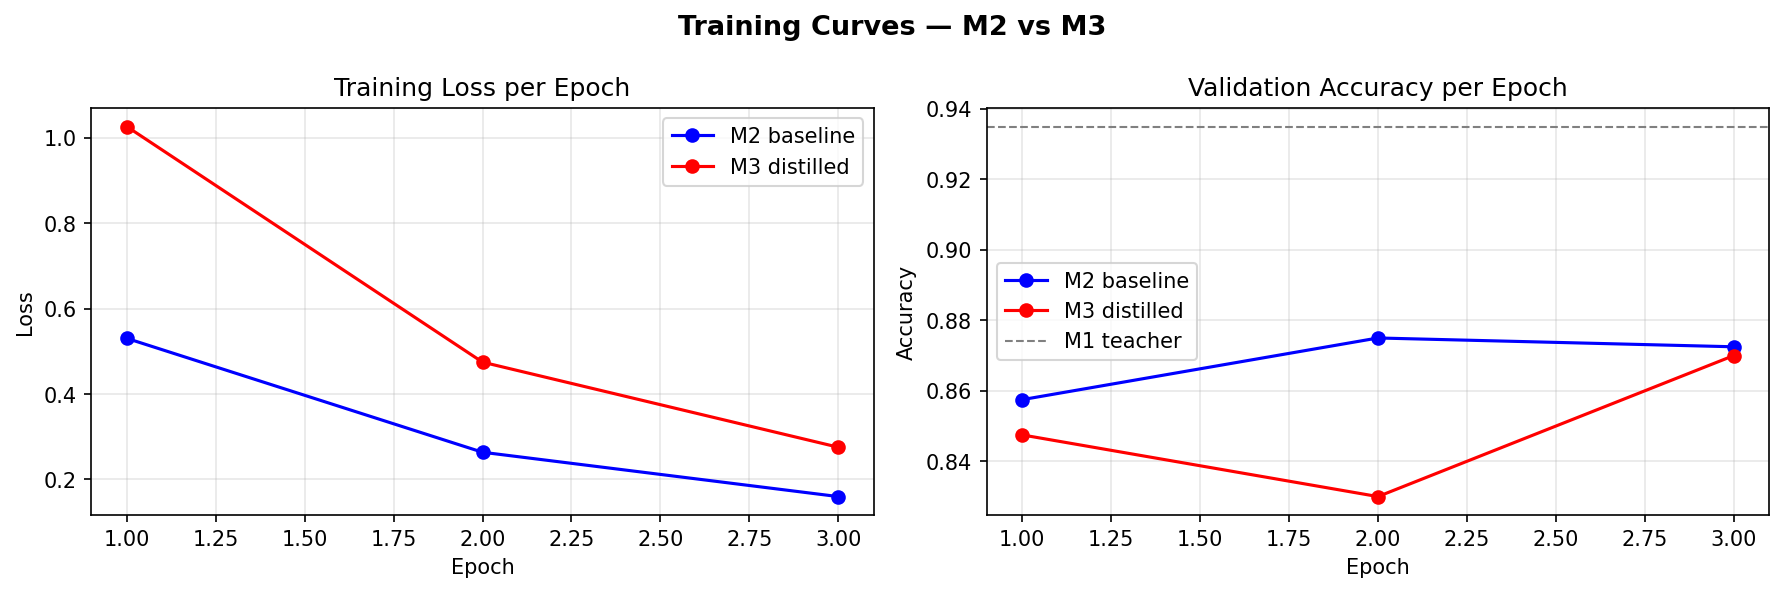 Training Curves — M2 vs M3
Training Loss per Epoch
Loss
1.0
0.8
0.6
0.4
0.2
M2 baseline
M3 distilled
1.00 1.25 1.50 1.75 2.00 2.25 2.50 2.75 3.00
Epoch
Validation Accuracy per Epoch
Accuracy
0.94
0.92
0.90
0.88
0.86
0.84
M2 baseline
M3 distilled
M1 teacher
1.00 1.25 1.50 1.75 2.00 2.25 2.50 2.75 3.00
Epoch